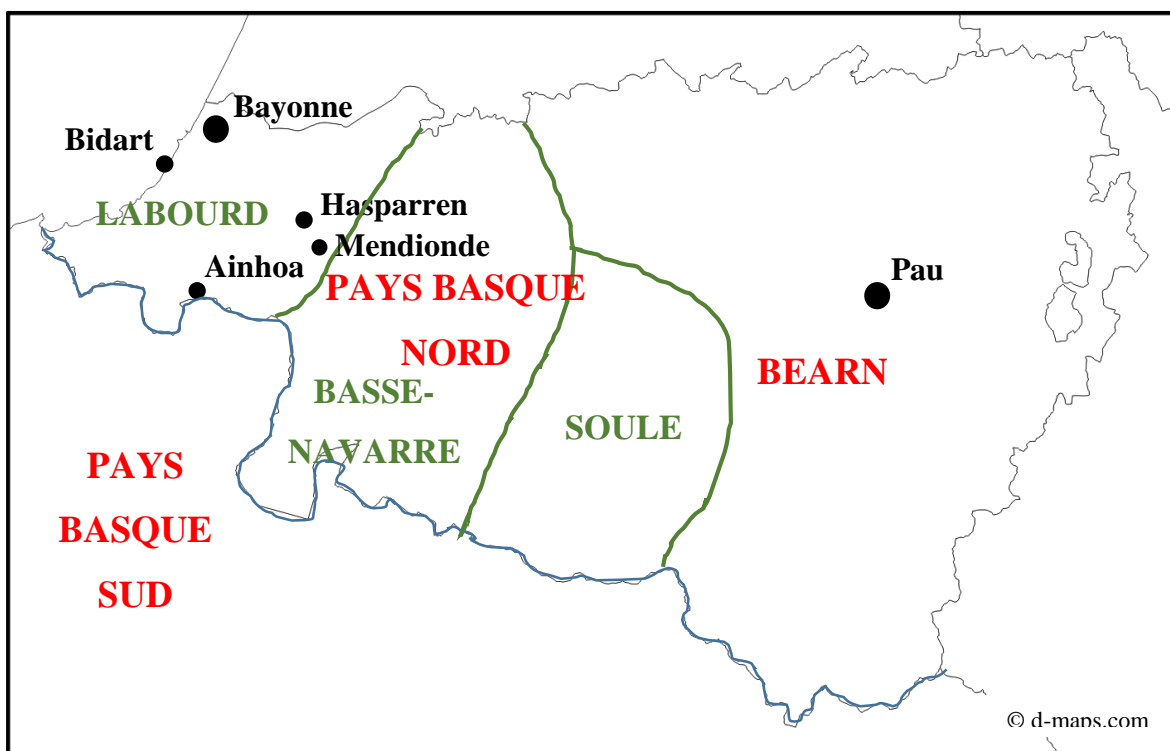 Bayonne
Bidart
Hasparren
LABOURD
Mendionde
Ainhoa
PAYS BASQUE
NORD
Pau
BEARN
BASSE-
NAVARRE
SOULE
PAYS
BASQUE
SUD
© d-maps.com